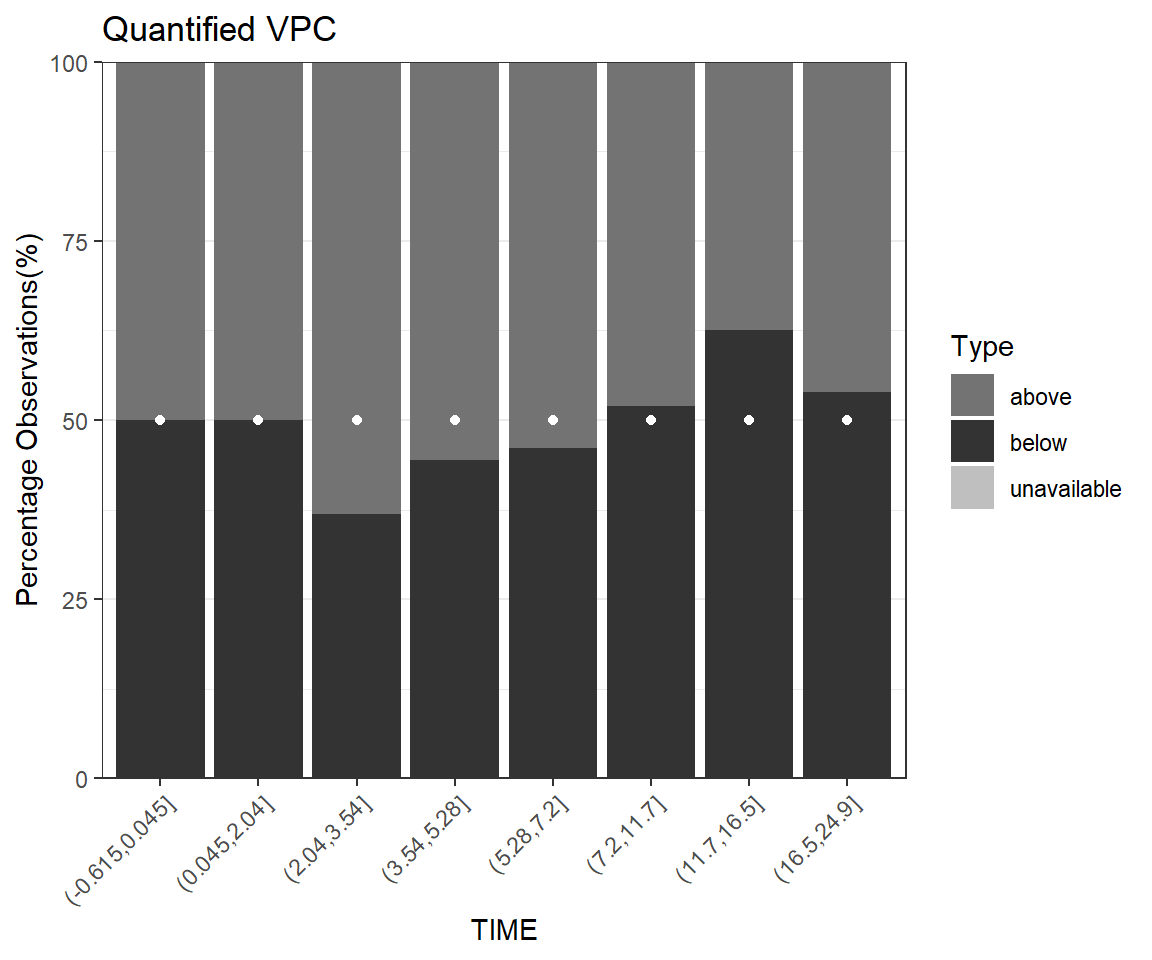 Quantified VPC
Percentage Observations(%)
100
75
50
25
0
(-0.615,0.045]
(0.045,2.04]
(2.04,3.54]
(3.54,5.28]
(5.28,7.2]
(7.2,11.7]
(11.7,16.5]
(16.5,24.9]
TIME
Type
above
below
unavailable